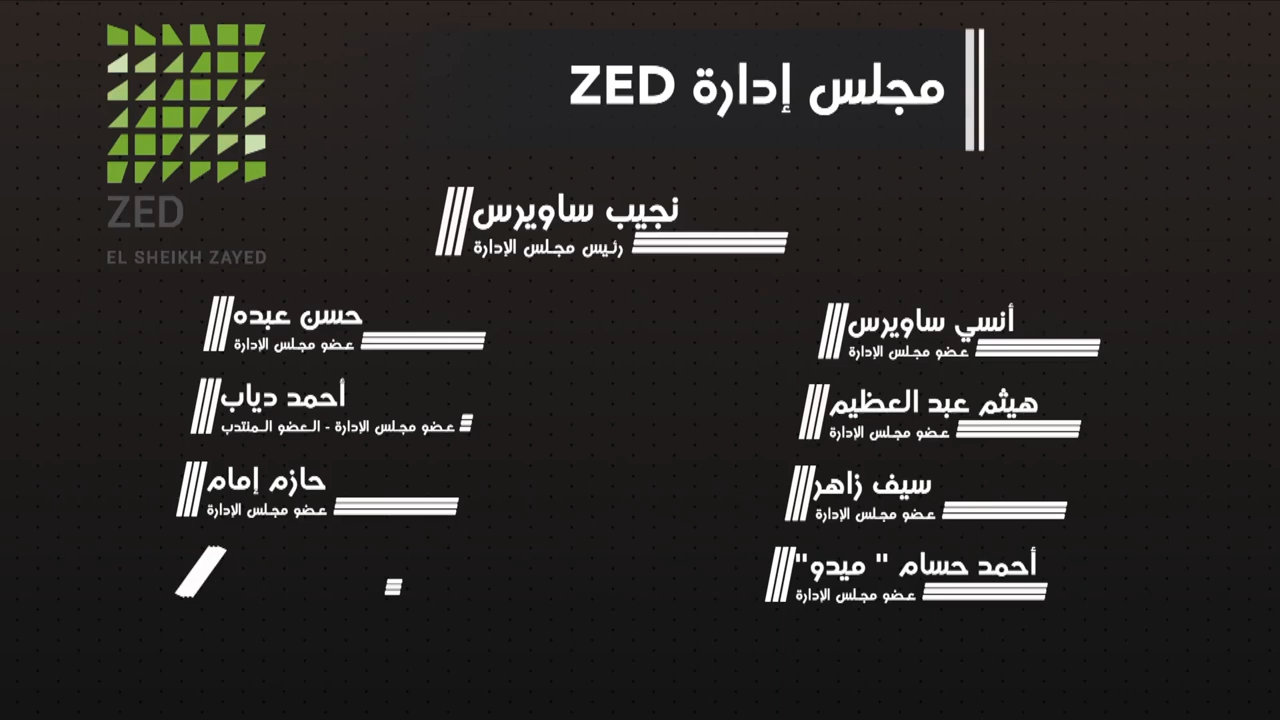 مجلس إدارة ZED
ZED
EL SHEIKH ZAYED
نجيب ساويرس
رئيس مجلس الإدارة
أنسي ساويرس
عضو مجلس الإدارة
هيثم عبد العظيم
عضو مجلس الإدارة
سيف زاهر
عضو مجلس الإدارة
أحمد حسام " ميدو"
عضو مجلس الإدارة
حسن عبده
عضو مجلس الإدارة
أحمد دياب
عضو مجلس الإدارة - العضو المنتدب
حازم إمام
عضو مجلس الإدارة